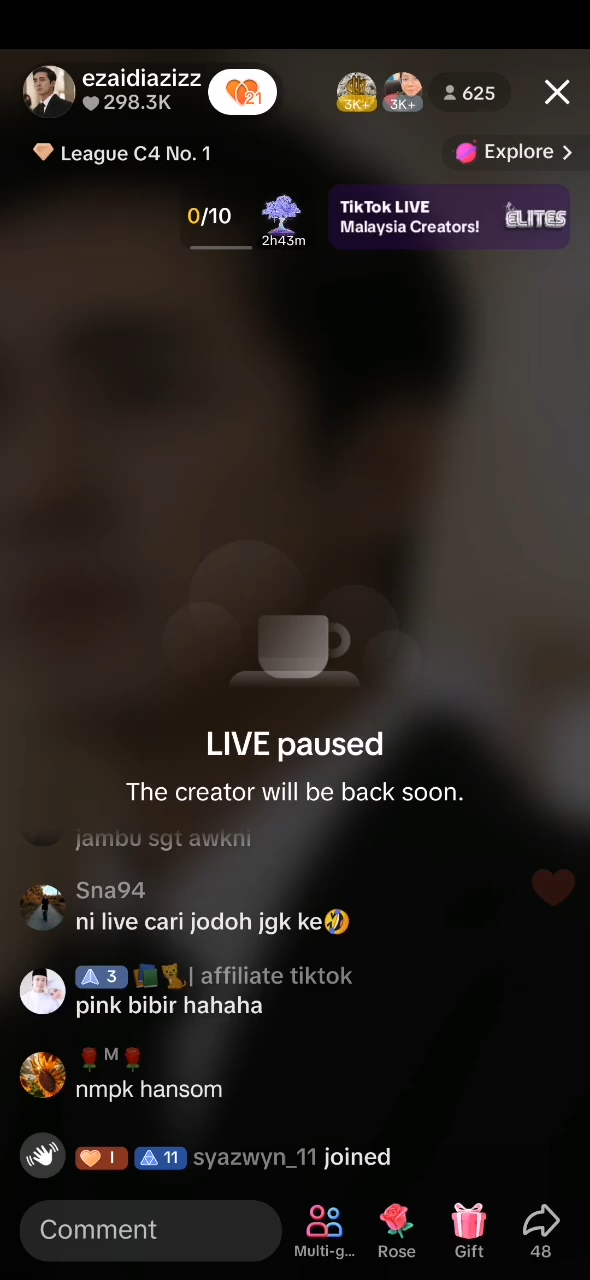 ezaidiazizz
298.3K
21
3K+
3K+
625
League C4 No. 1
Explore
0/10
2h43m
TikTok LIVE
Malaysia Creators!
ELITES
LIVE paused
The creator will be back soon.
jambu sgt awkni
Sna94
ni live cari jodoh jgk ke🤣
3 | affiliate tiktok
pink bibir hahaha
🌹M🌹
nmpk hansom
I 11 syazwyn_11 joined
Comment
Multi-g...
Rose
Gift
48